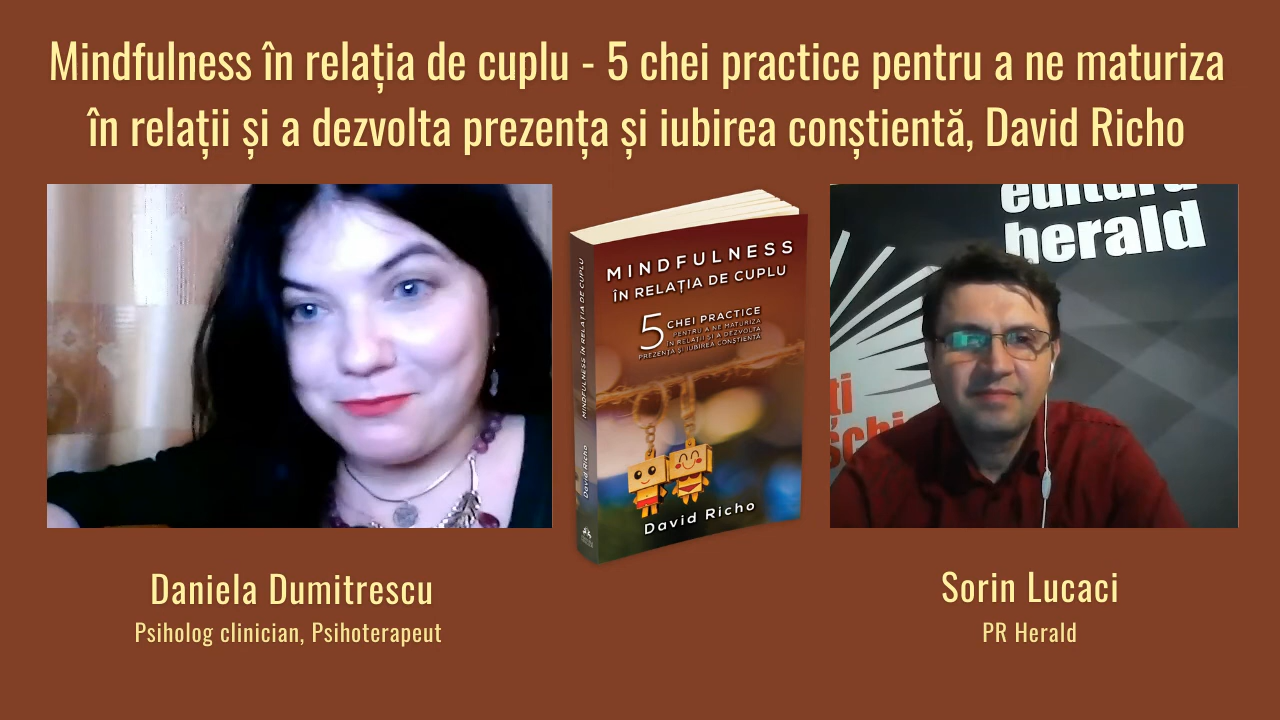 Mindfulness în relația de cuplu - 5 chei practice pentru a ne maturiza
în relații și a dezvolta prezența și iubirea conștientă, David Richo
cultura
herald
ti
MINDFULNESS
ÎN RELAȚIA DE CUPLU
5 CHEI PRACTICE
PENTRU A NE MATURIZA
ÎN RELAȚII ȘI A DEZVOLTA
PREZENȚA ȘI IUBIREA CONȘTIENTĂ
David Richo
MINDFULNESS ÎN RELAȚIA DE CUPLU
David Richo
Daniela Dumitrescu
Psiholog clinician, Psihoterapeut
Sorin Lucaci
PR Herald